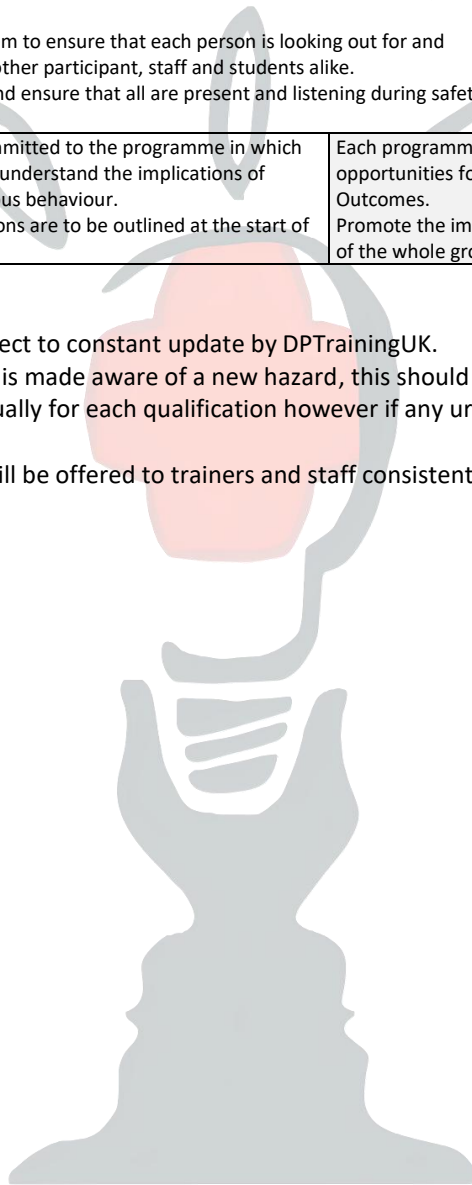 m to ensure that each person is looking out for and
other participant, staff and students alike.
nd ensure that all are present and listening during safet
mitted to the programme in which
understand the implications of
us behaviour.
ons are to be outlined at the start of
Each programm
opportunities fo
Outcomes.
Promote the im
of the whole gro
ect to constant update by DPTrainingUK.
is made aware of a new hazard, this should
ually for each qualification however if any ur
ill be offered to trainers and staff consistent